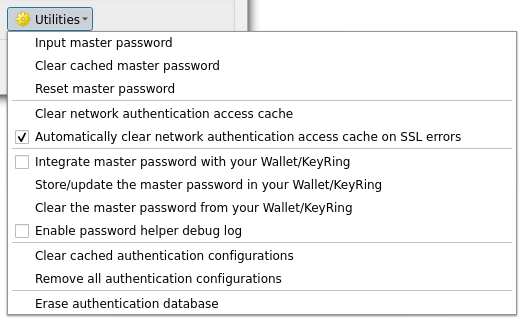 Utilities
Input master password
Clear cached master password
Reset master password
Clear network authentication access cache
Automatically clear network authentication access cache on SSL errors
Integrate master password with your Wallet/KeyRing
Store/update the master password in your Wallet/KeyRing
Clear the master password from your Wallet/KeyRing
Enable password helper debug log
Clear cached authentication configurations
Remove all authentication configurations
Erase authentication database